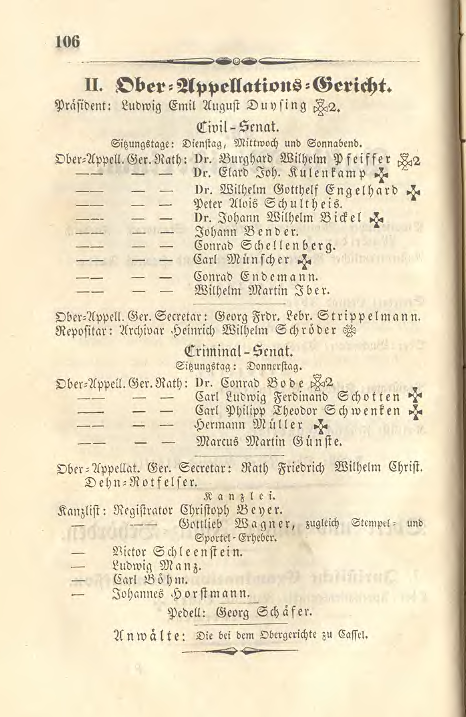 106
II. Ober-Appellations-Gericht.
Präsident: Ludwig Emil August Duysing ✠2.
Civil-Senat.
Sitzungstage: Dienstag, Mittwoch und Sonnabend.
Ober-Appell. Ger. Rath: Dr. Burghard Wilhelm Pfeiffer ✠2
— — — Dr. Elard Joh. Kulenkamp ✠
— — — Dr. Wilhelm Gotthelf Engelhard ✠
— — — Peter Alois Schultheis.
— — — Dr. Johann Wilhelm Bickel ✠
— — — Johann Bender.
— — — Conrad Schellenberg.
— — — Carl Münscher ✠
— — — Conrad Endemann.
— — — Wilhelm Martin Iber.
Ober-Appell. Ger. Secretar: Georg Frdr. Lebr. Strippelmann.
Repositar: Archivar Heinrich Wilhelm Schröder
Criminal-Senat.
Sitzungstag: Donnerstag.
Ober-Appell. Ger. Rath: Dr. Conrad Bode ✠2
— — — Carl Ludwig Ferdinand Schotten ✠
— — — Carl Philipp Theodor Schwenken ✠
— — — Hermann Müller ✠
— — — Marcus Martin Günste.
Ober-Appellat. Ger. Secretar: Rath Friedrich Wilhelm Christ.
Dehn-Rotfelser.
Kanzlei.
Kanzlist: Registrator Christoph Beyer.
— — Gottlieb Wagner, zugleich Stempel- und
Sportel-Erheber.
— Victor Schleenstein.
— Ludwig Manz.
— Carl Böhm.
— Johannes Horstmann.
Pedell: Georg Schäfer.
Anwälte: Die bei dem Obergerichte zu Cassel.